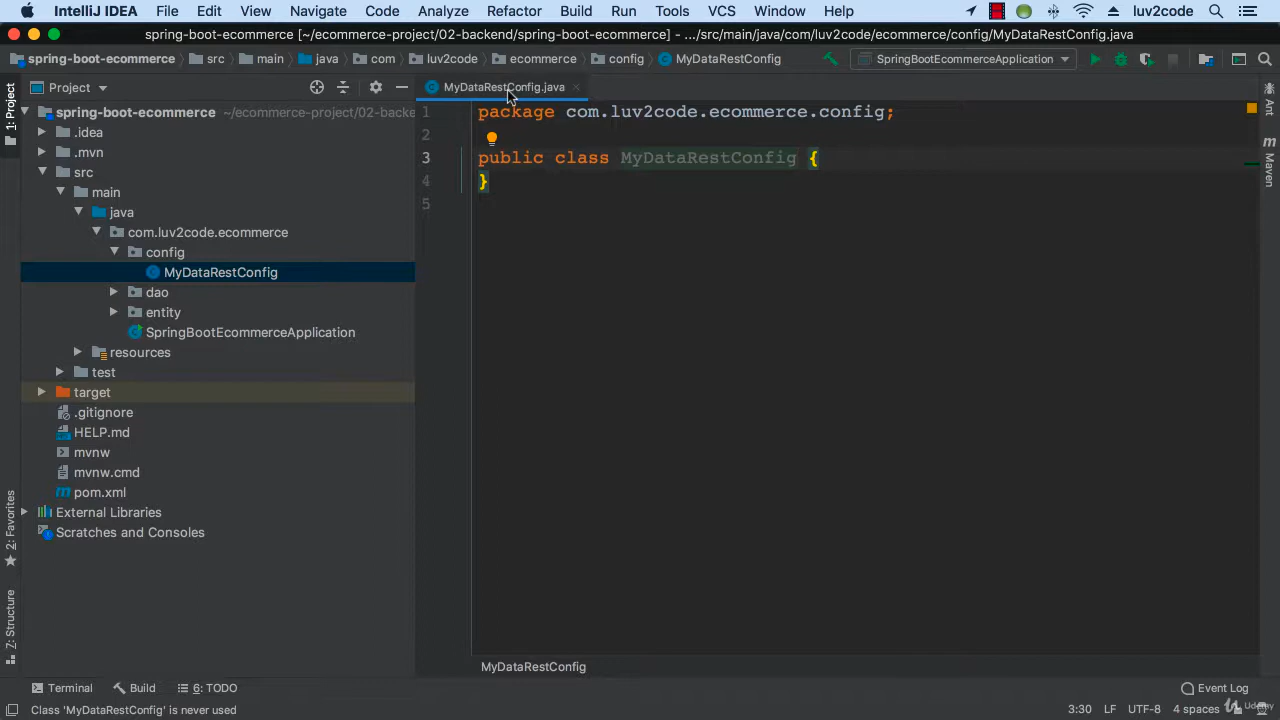 IntelliJ IDEA File Edit View Navigate Code Analyze Refactor Build Run Tools VCS Window Help luv2code
spring-boot-ecommerce [~/ecommerce-project/02-backend/spring-boot-ecommerce] - .../src/main/java/com/luv2code/ecommerce/config/MyDataRestConfig.java
spring-boot-ecommerce src main java com luv2code ecommerce config MyDataRestConfig SpringBootEcommerceApplication
Project
MyDataRestConfig.java
1: Project
Ant
Maven
spring-boot-ecommerce ~/ecommerce-project/02-backe
.idea
.mvn
src
main
java
com.luv2code.ecommerce
config
MyDataRestConfig
dao
entity
SpringBootEcommerceApplication
resources
test
target
.gitignore
HELP.md
mvnw
mvnw.cmd
pom.xml
External Libraries
Scratches and Consoles
1 package com.luv2code.ecommerce.config;
2
3 public class MyDataRestConfig {
4 }
5
2: Favorites
7: Structure
MyDataRestConfig
Terminal Build 6: TODO Event Log
Class 'MyDataRestConfig' is never used 3:30 LF UTF-8 4 spaces
Udemy